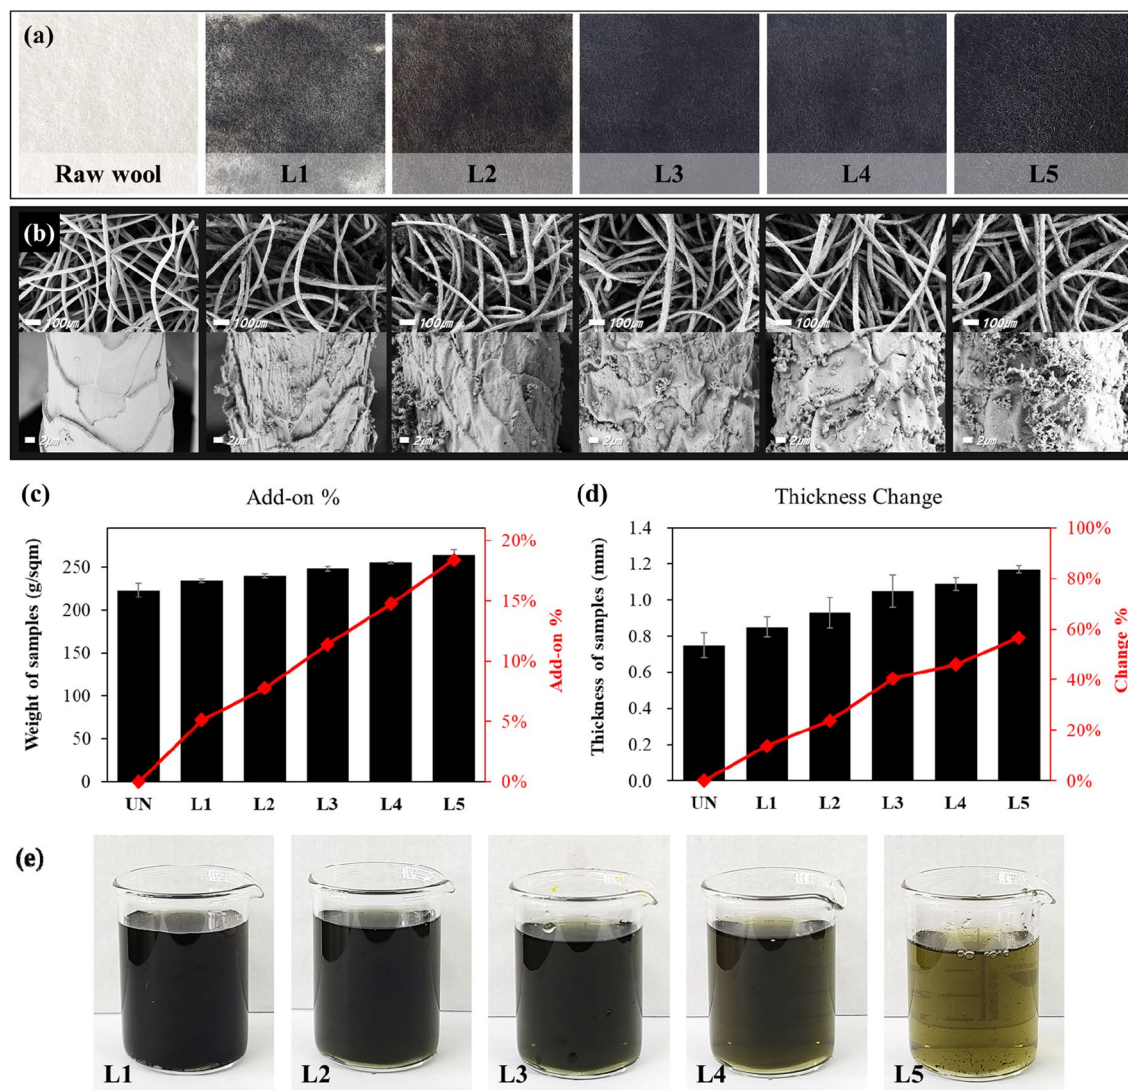 (a)
Raw wool
L1
L2
L3
L4
L5
(b)
100μm
100μm
100μm
100μm
100μm
100μm
2μm
2μm
2μm
2μm
2μm
2μm
(c)
Add-on %
Weight of samples (g/sqm)
250
200
150
100
50
0
20%
15%
10%
5%
0%
Add-on %
UN L1 L2 L3 L4 L5
(d)
Thickness Change
Thickness of samples (mm)
1.4
1.2
1.0
0.8
0.6
0.4
0.2
0.0
100%
80%
60%
40%
20%
0%
Change %
UN L1 L2 L3 L4 L5
(e)
L1
L2
L3
L4
L5